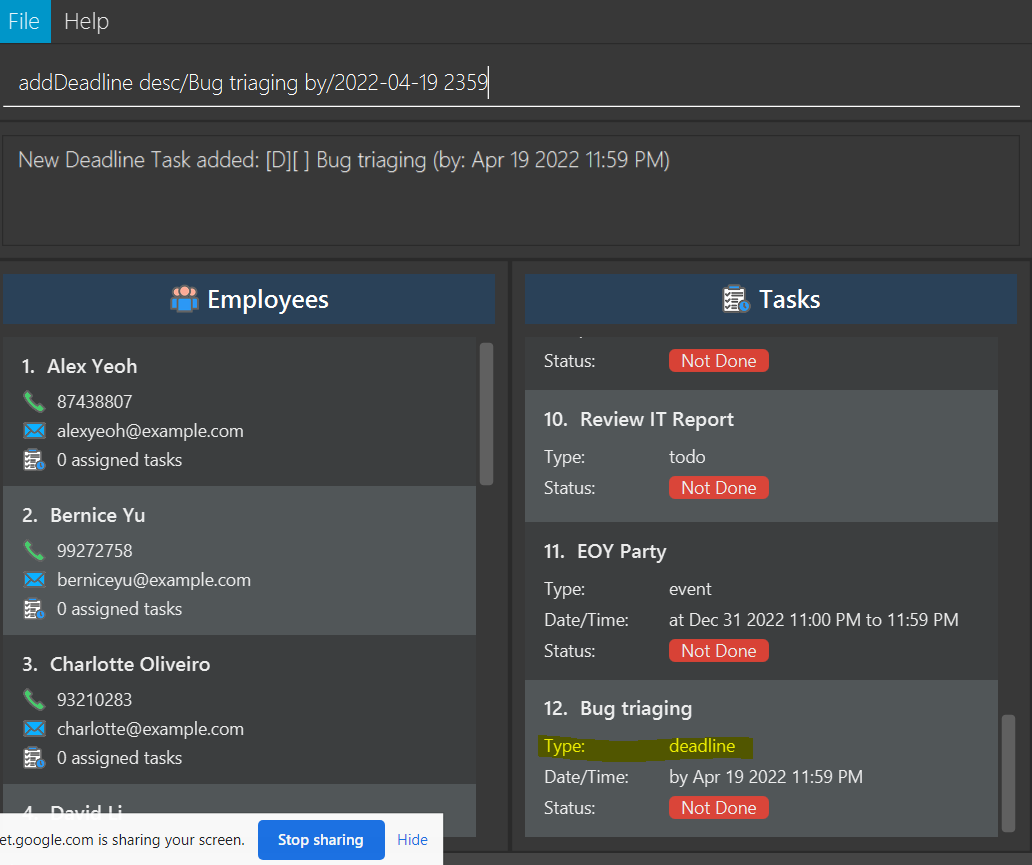 File Help
addDeadline desc/Bug triaging by/2022-04-19 2359
New Deadline Task added: [D][ ] Bug triaging (by: Apr 19 2022 11:59 PM)
Employees
1. Alex Yeoh
87438807
alexyeoh@example.com
0 assigned tasks
2. Bernice Yu
99272758
berniceyu@example.com
0 assigned tasks
3. Charlotte Oliveiro
93210283
charlotte@example.com
0 assigned tasks
4. David Li
Tasks
Status: Not Done
10. Review IT Report
Type: todo
Status: Not Done
11. EOY Party
Type: event
Date/Time: at Dec 31 2022 11:00 PM to 11:59 PM
Status: Not Done
12. Bug triaging
Type: deadline
Date/Time: by Apr 19 2022 11:59 PM
Status: Not Done
et.google.com is sharing your screen. Stop sharing Hide